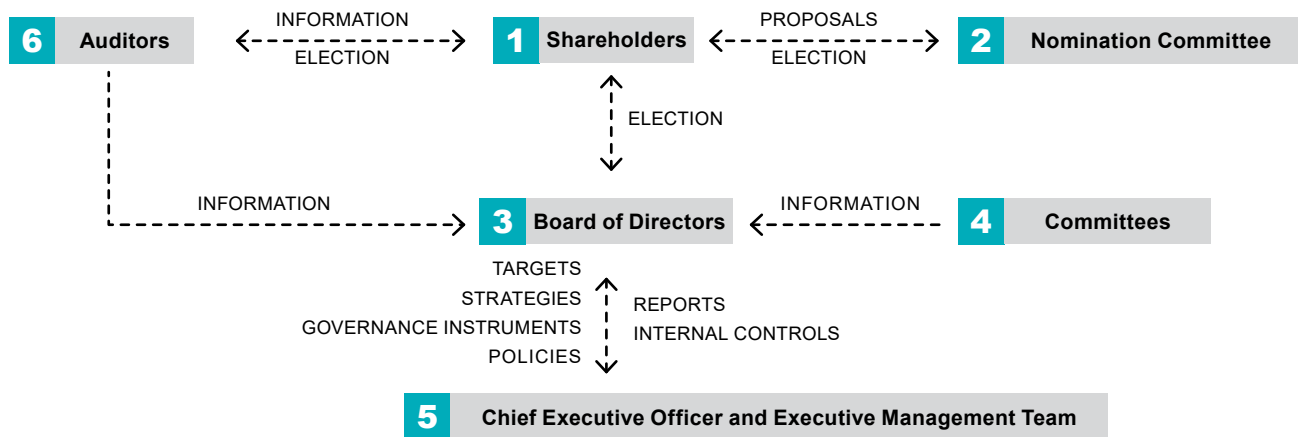 INFORMATION
PROPOSALS
6 Auditors
1 Shareholders
2 Nomination Committee
ELECTION
ELECTION
ELECTION
INFORMATION
INFORMATION
3 Board of Directors
4 Committees
TARGETS
STRATEGIES
GOVERNANCE INSTRUMENTS
POLICIES
REPORTS
INTERNAL CONTROLS
5 Chief Executive Officer and Executive Management Team